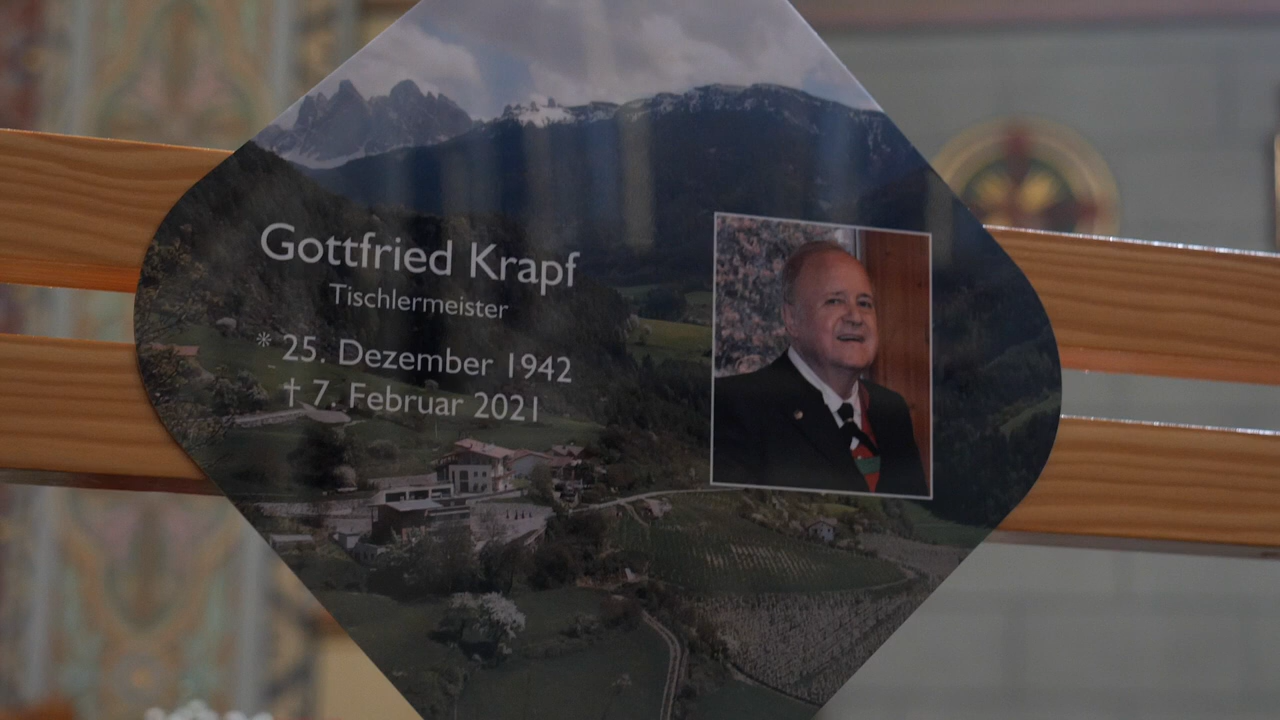 Gottfried Krapf
Tischlermeister
* 25. Dezember 1942
† 7. Februar 2021